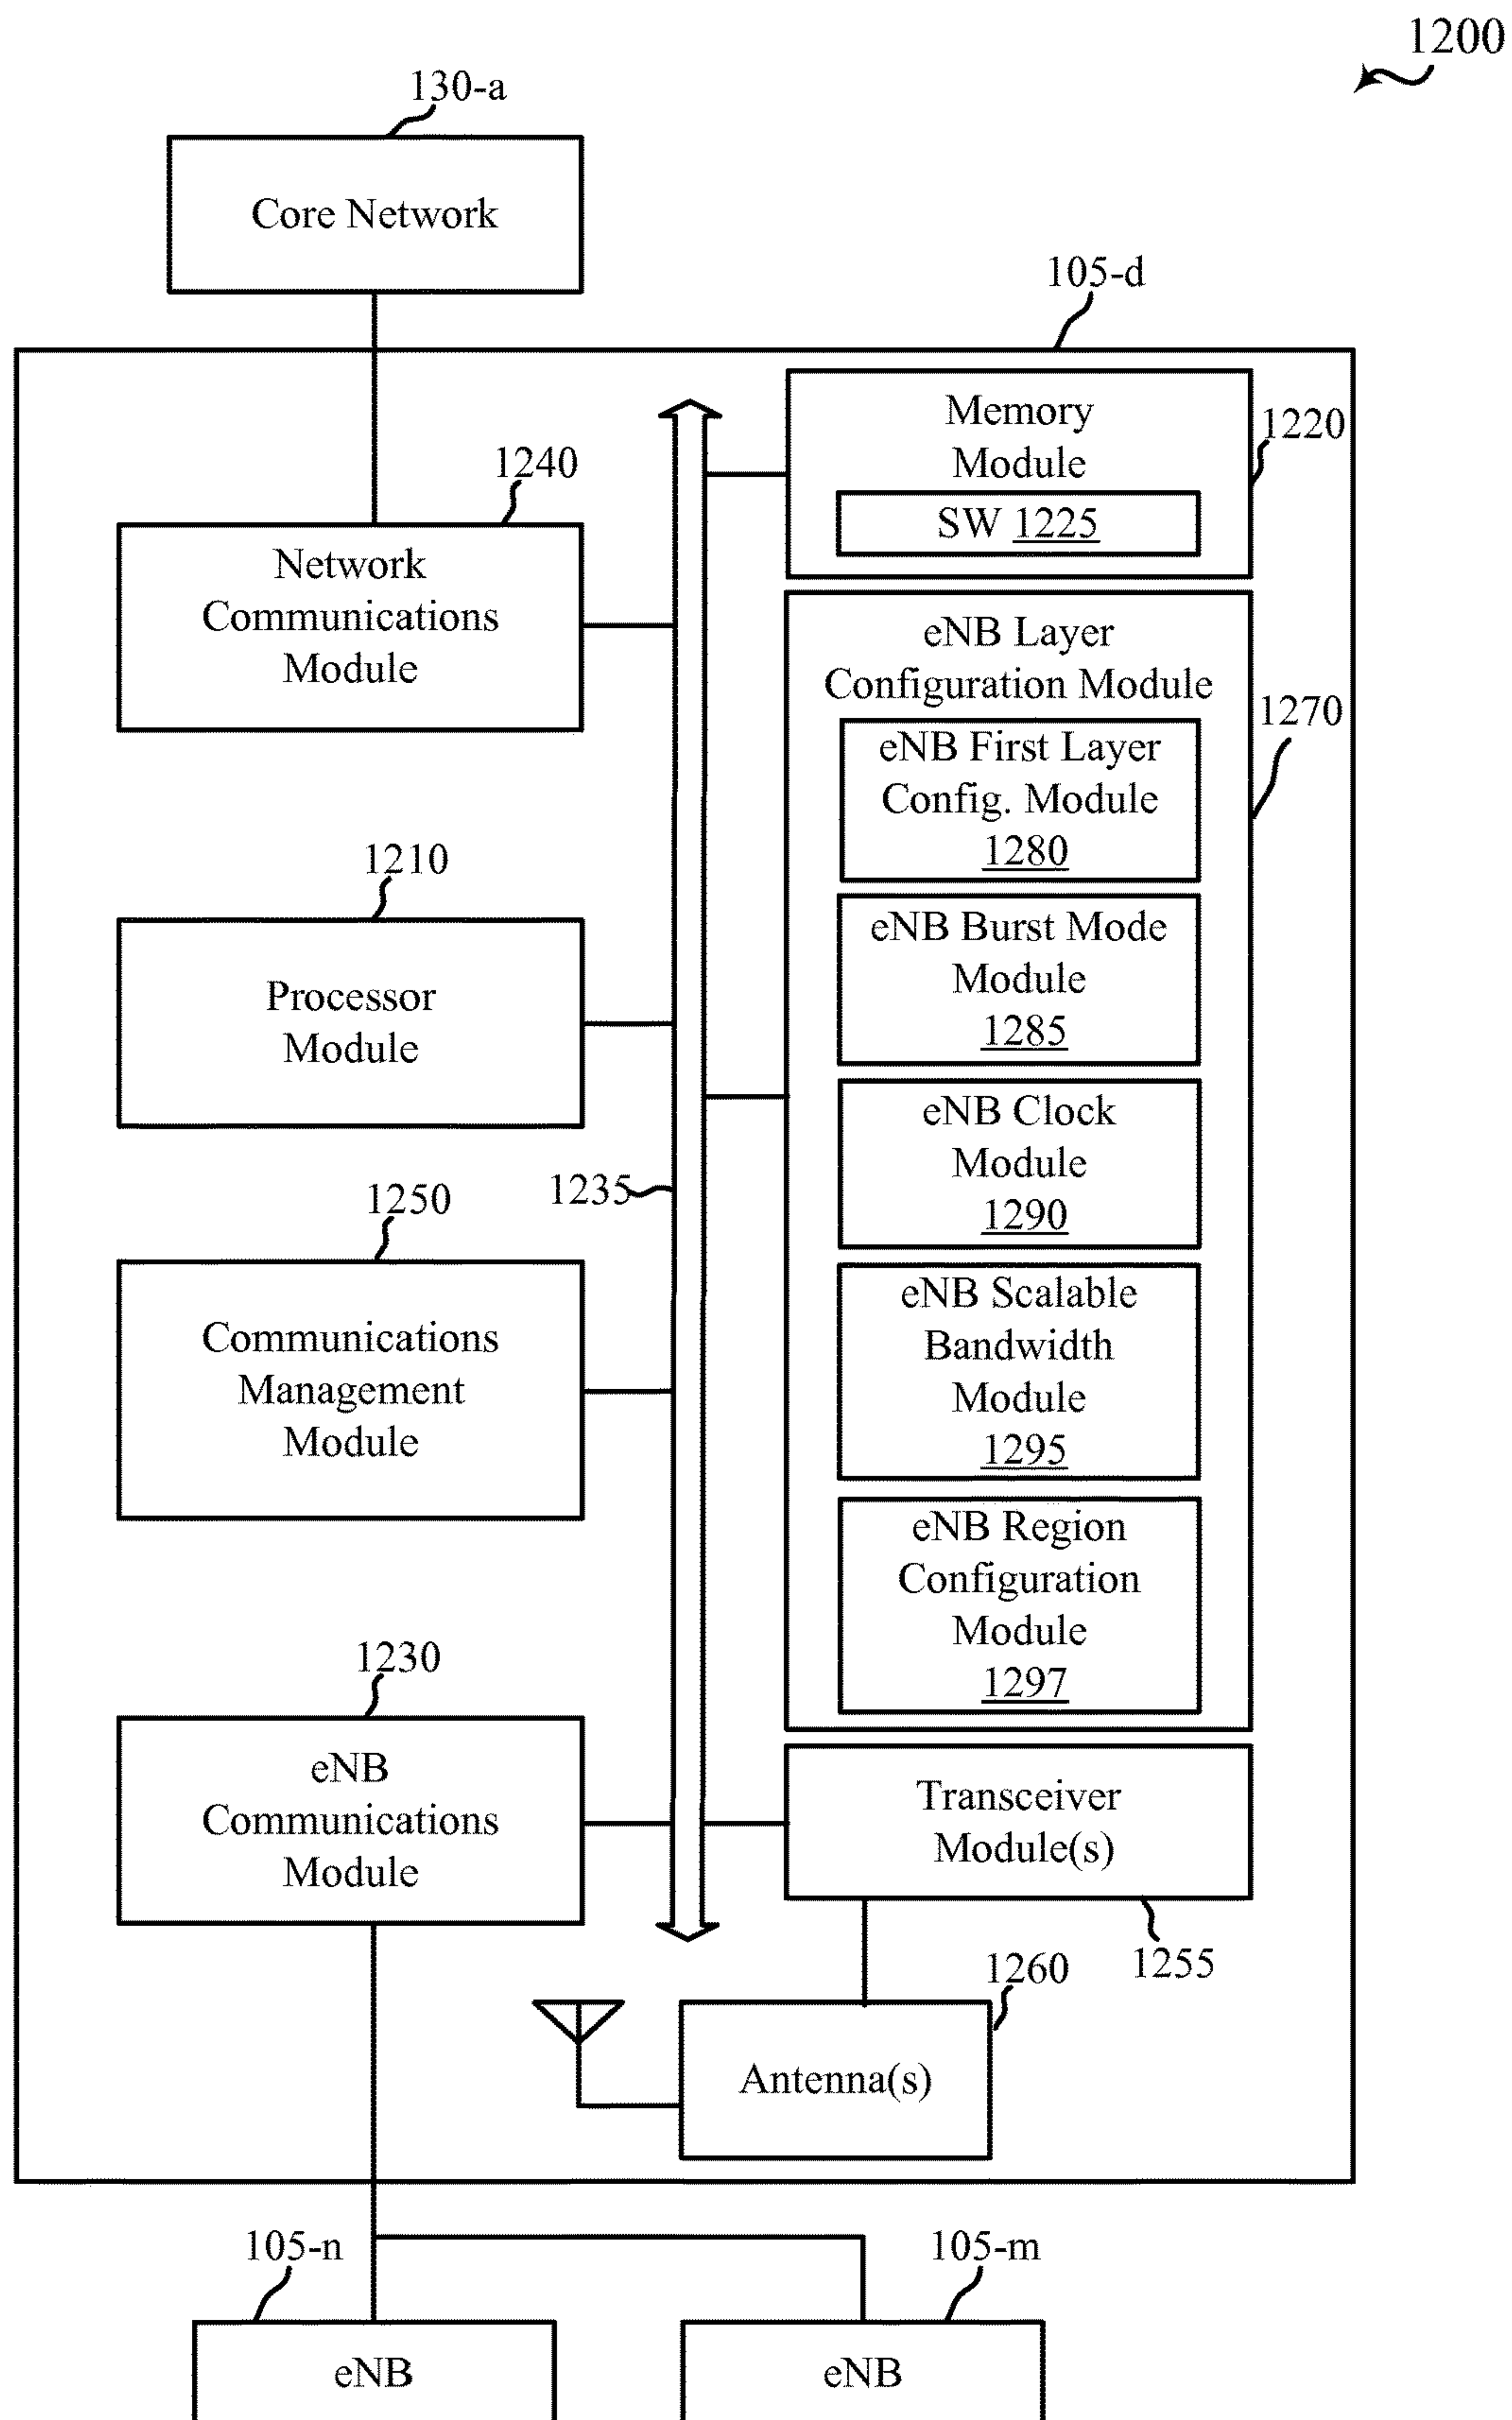 1200
130-a
Core Network
105-d
Memory
Module
1220
SW 1225
1240
Network
Communications
Module
eNB Layer
Configuration Module
1270
eNB First Layer
Config. Module
1280
1210
Processor
Module
eNB Burst Mode
Module
1285
eNB Clock
Module
1290
1235
1250
Communications
Management
Module
eNB Scalable
Bandwidth
Module
1295
eNB Region
Configuration
Module
1297
1230
eNB
Communications
Module
Transceiver
Module(s)
1255
1260
Antenna(s)
105-n
105-m
eNB
eNB